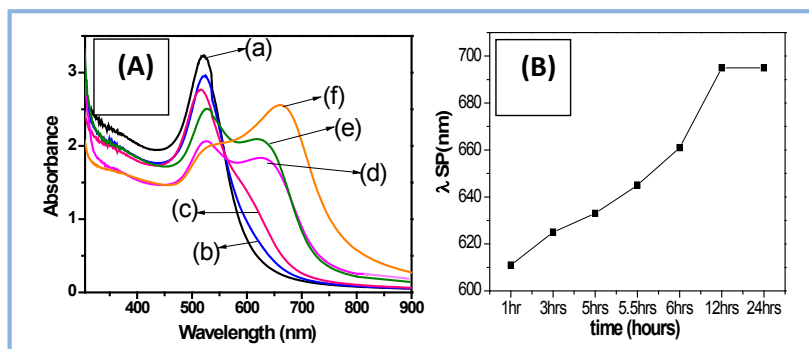 (A)
(a)
(f)
(e)
(d)
(c)
(b)
3
2
1
0
Absorbance
400 500 600 700 800 900
Wavelength (nm)
(B)
700
680
660
640
620
600
λ SP(nm)
1hr 3hrs 5hrs 5.5hrs 6hrs 12hrs 24hrs
time (hours)